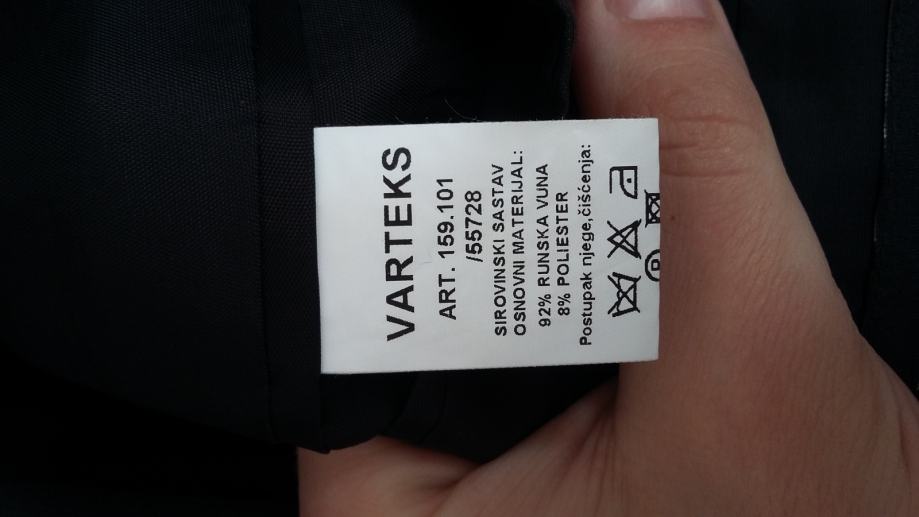 VARTEKS
ART. 159.101
/55728
SIROVINSKI SASTAV
OSNOVNI MATERIJAL:
92% RUNSKA VUNA
8% POLIESTER
Postupak njege,čišćenja: